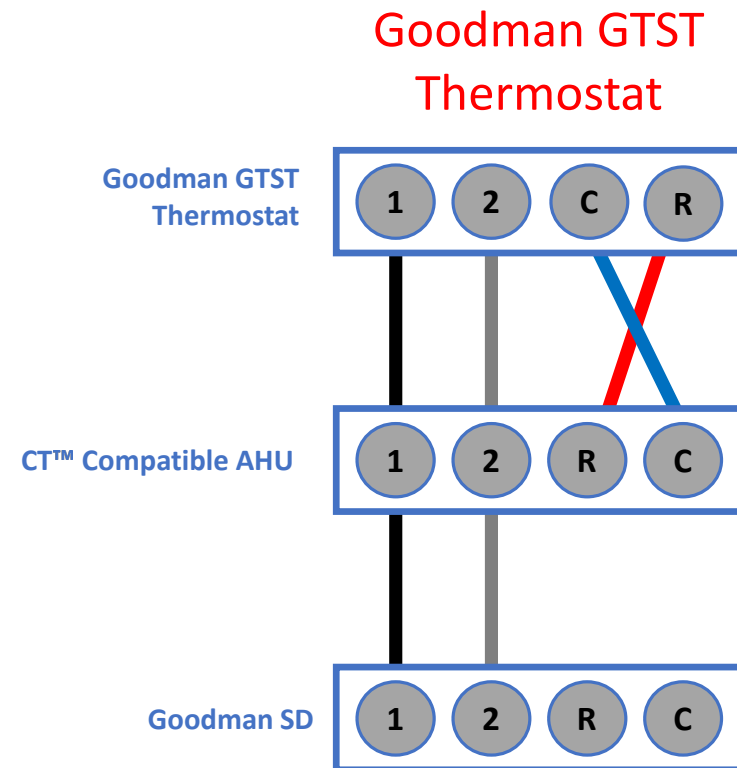 Goodman GTST
Thermostat
Goodman GTST
Thermostat
1 2 C R
CT™ Compatible AHU
1 2 R C
Goodman SD
1 2 R C